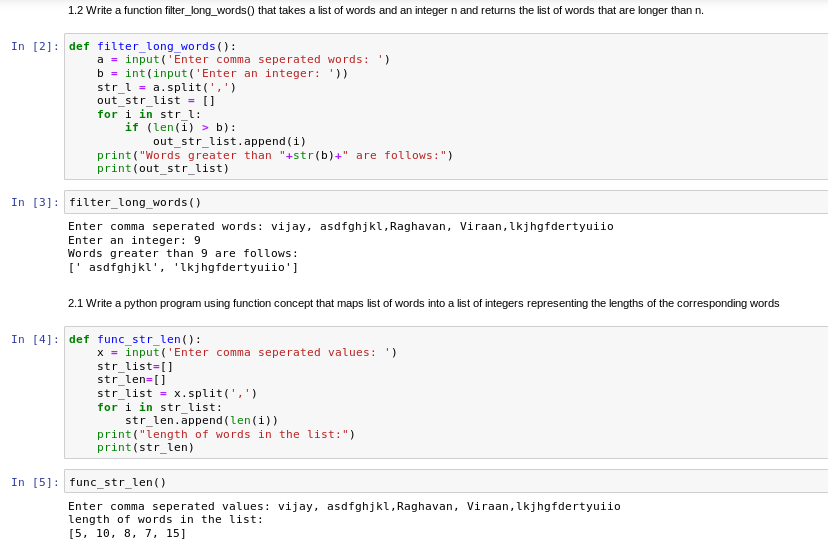 1.2 Write a function filter_long_words() that takes a list of words and an integer n and returns the list of words that are longer than n.
In [2]: def filter_long_words():
    a = input('Enter comma seperated words: ')
    b = int(input('Enter an integer: '))
    str_l = a.split(',')
    out_str_list = []
    for i in str_l:
        if (len(i) > b):
            out_str_list.append(i)
    print("Words greater than "+str(b)+" are follows:")
    print(out_str_list)
In [3]: filter_long_words()
Enter comma seperated words: vijay, asdfghjkl,Raghavan, Viraan,lkjhgfdertyuiio
Enter an integer: 9
Words greater than 9 are follows:
[' asdfghjkl', 'lkjhgfdertyuiio']
2.1 Write a python program using function concept that maps list of words into a list of integers representing the lengths of the corresponding words
In [4]: def func_str_len():
    x = input('Enter comma seperated values: ')
    str_list=[]
    str_len=[]
    str_list = x.split(',')
    for i in str_list:
        str_len.append(len(i))
    print("length of words in the list:")
    print(str_len)
In [5]: func_str_len()
Enter comma seperated values: vijay, asdfghjkl,Raghavan, Viraan,lkjhgfdertyuiio
length of words in the list:
[5, 10, 8, 7, 15]